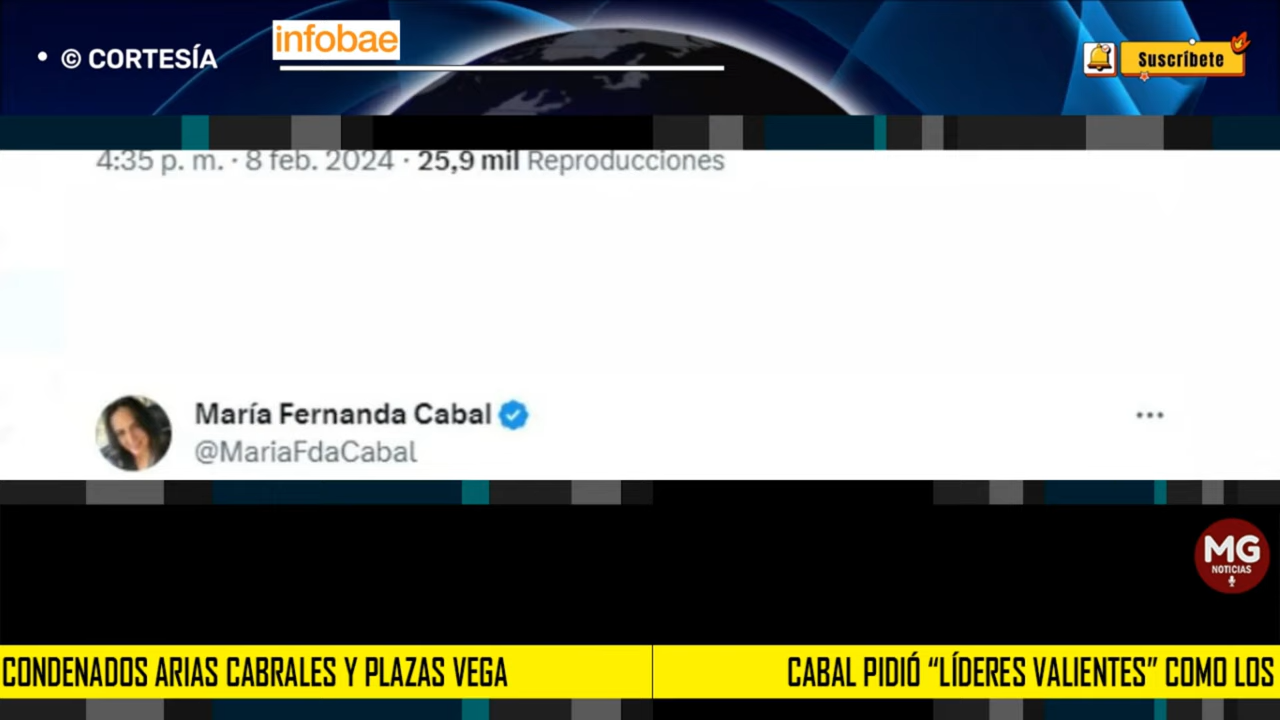 • © CORTESÍA
infobae
Suscríbete
4:35 p. m. · 8 feb. 2024 · 25,9 mil Reproducciones
María Fernanda Cabal
@MariaFdaCabal
MG
NOTICIAS
CONDENADOS ARIAS CABRALES Y PLAZAS VEGA
CABAL PIDIÓ “LÍDERES VALIENTES” COMO LOS